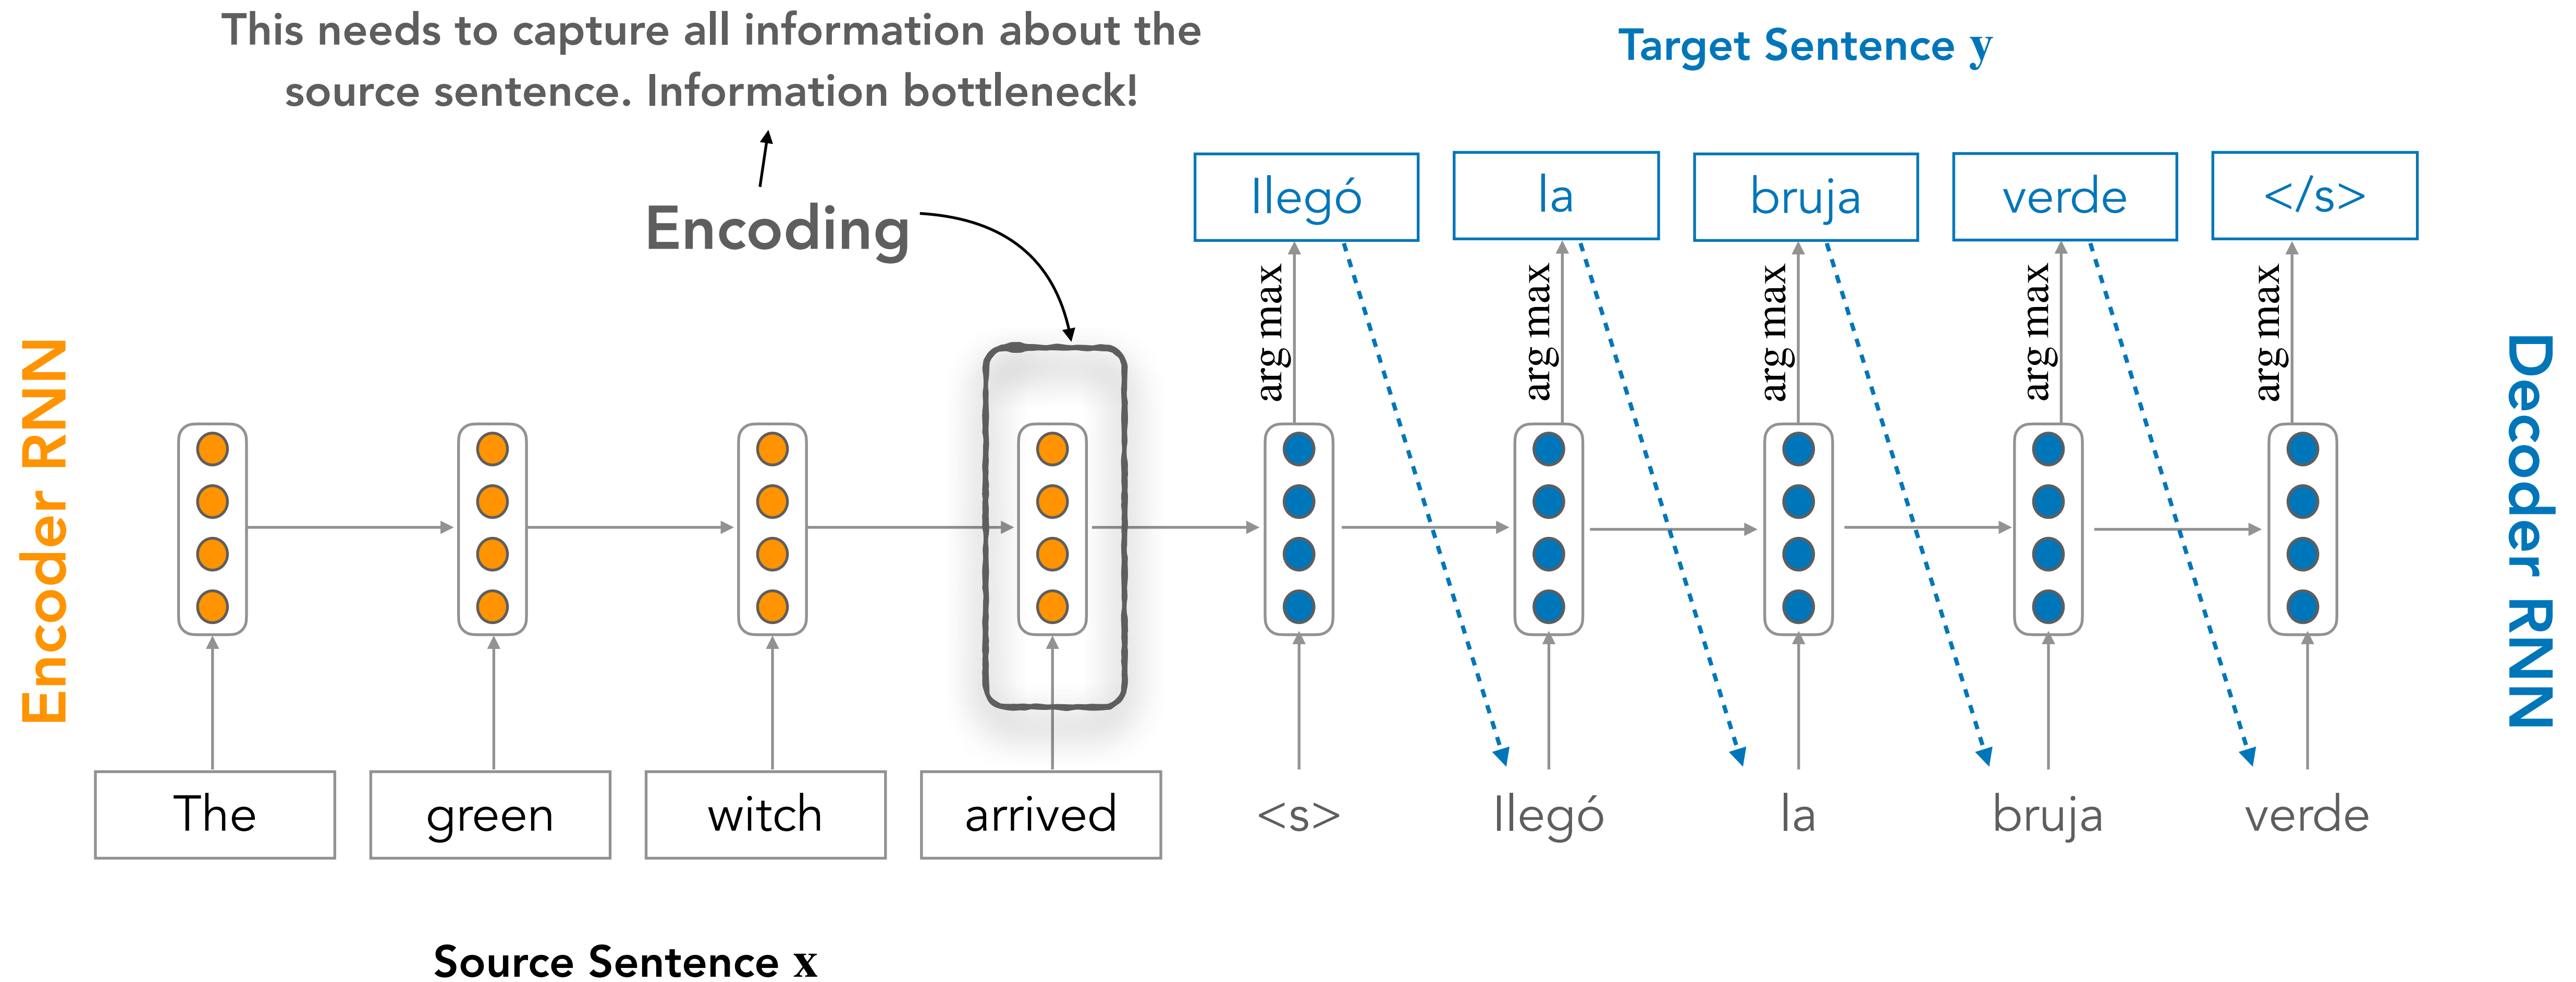 This needs to capture all information about the
source sentence. Information bottleneck!
Target Sentence y
Encoding
llegó
la
bruja
verde
</s>
arg max
arg max
arg max
arg max
arg max
Encoder RNN
Decoder RNN
The
green
witch
arrived
<s>
llegó
la
bruja
verde
Source Sentence x